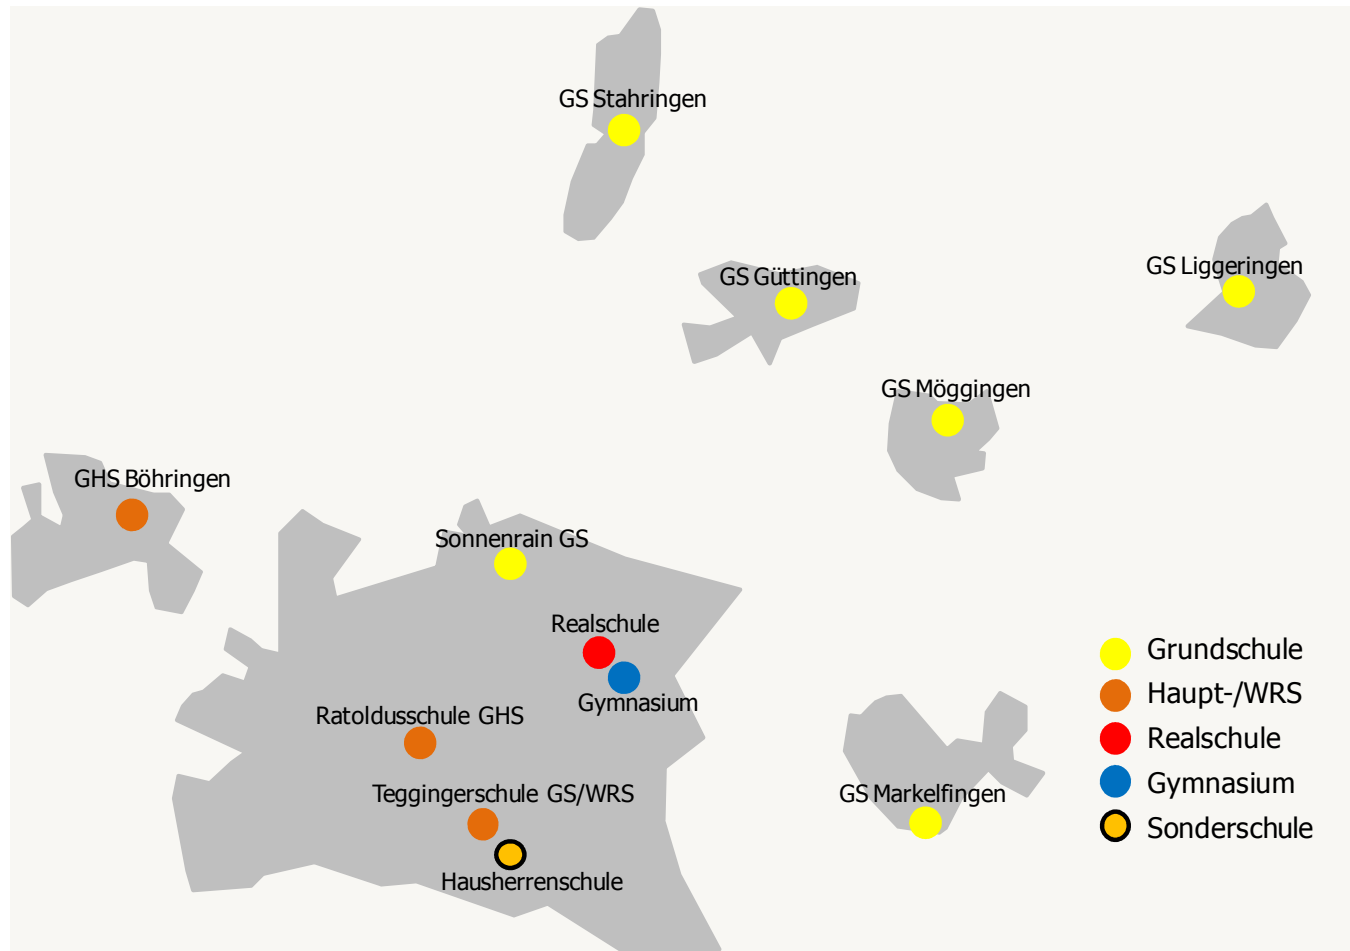 GS Stahringen
GS Liggeringen
GS Güttingen
GS Möggingen
GHS Böhringen
Sonnenrain GS
Realschule
Gymnasium
Ratoldusschule GHS
Teggingerschule GS/WRS
GS Markelfingen
Hausherrenschule
Grundschule
Haupt-/WRS
Realschule
Gymnasium
Sonderschule